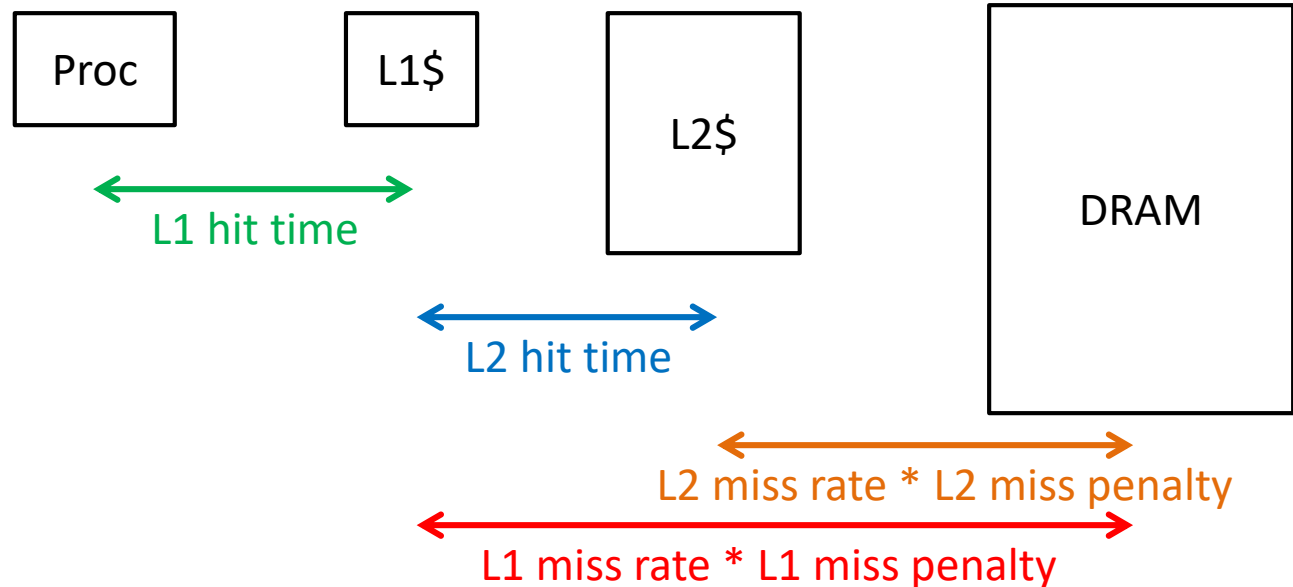 Proc
L1$
L2$
DRAM
L1 hit time
L2 hit time
L2 miss rate * L2 miss penalty
L1 miss rate * L1 miss penalty